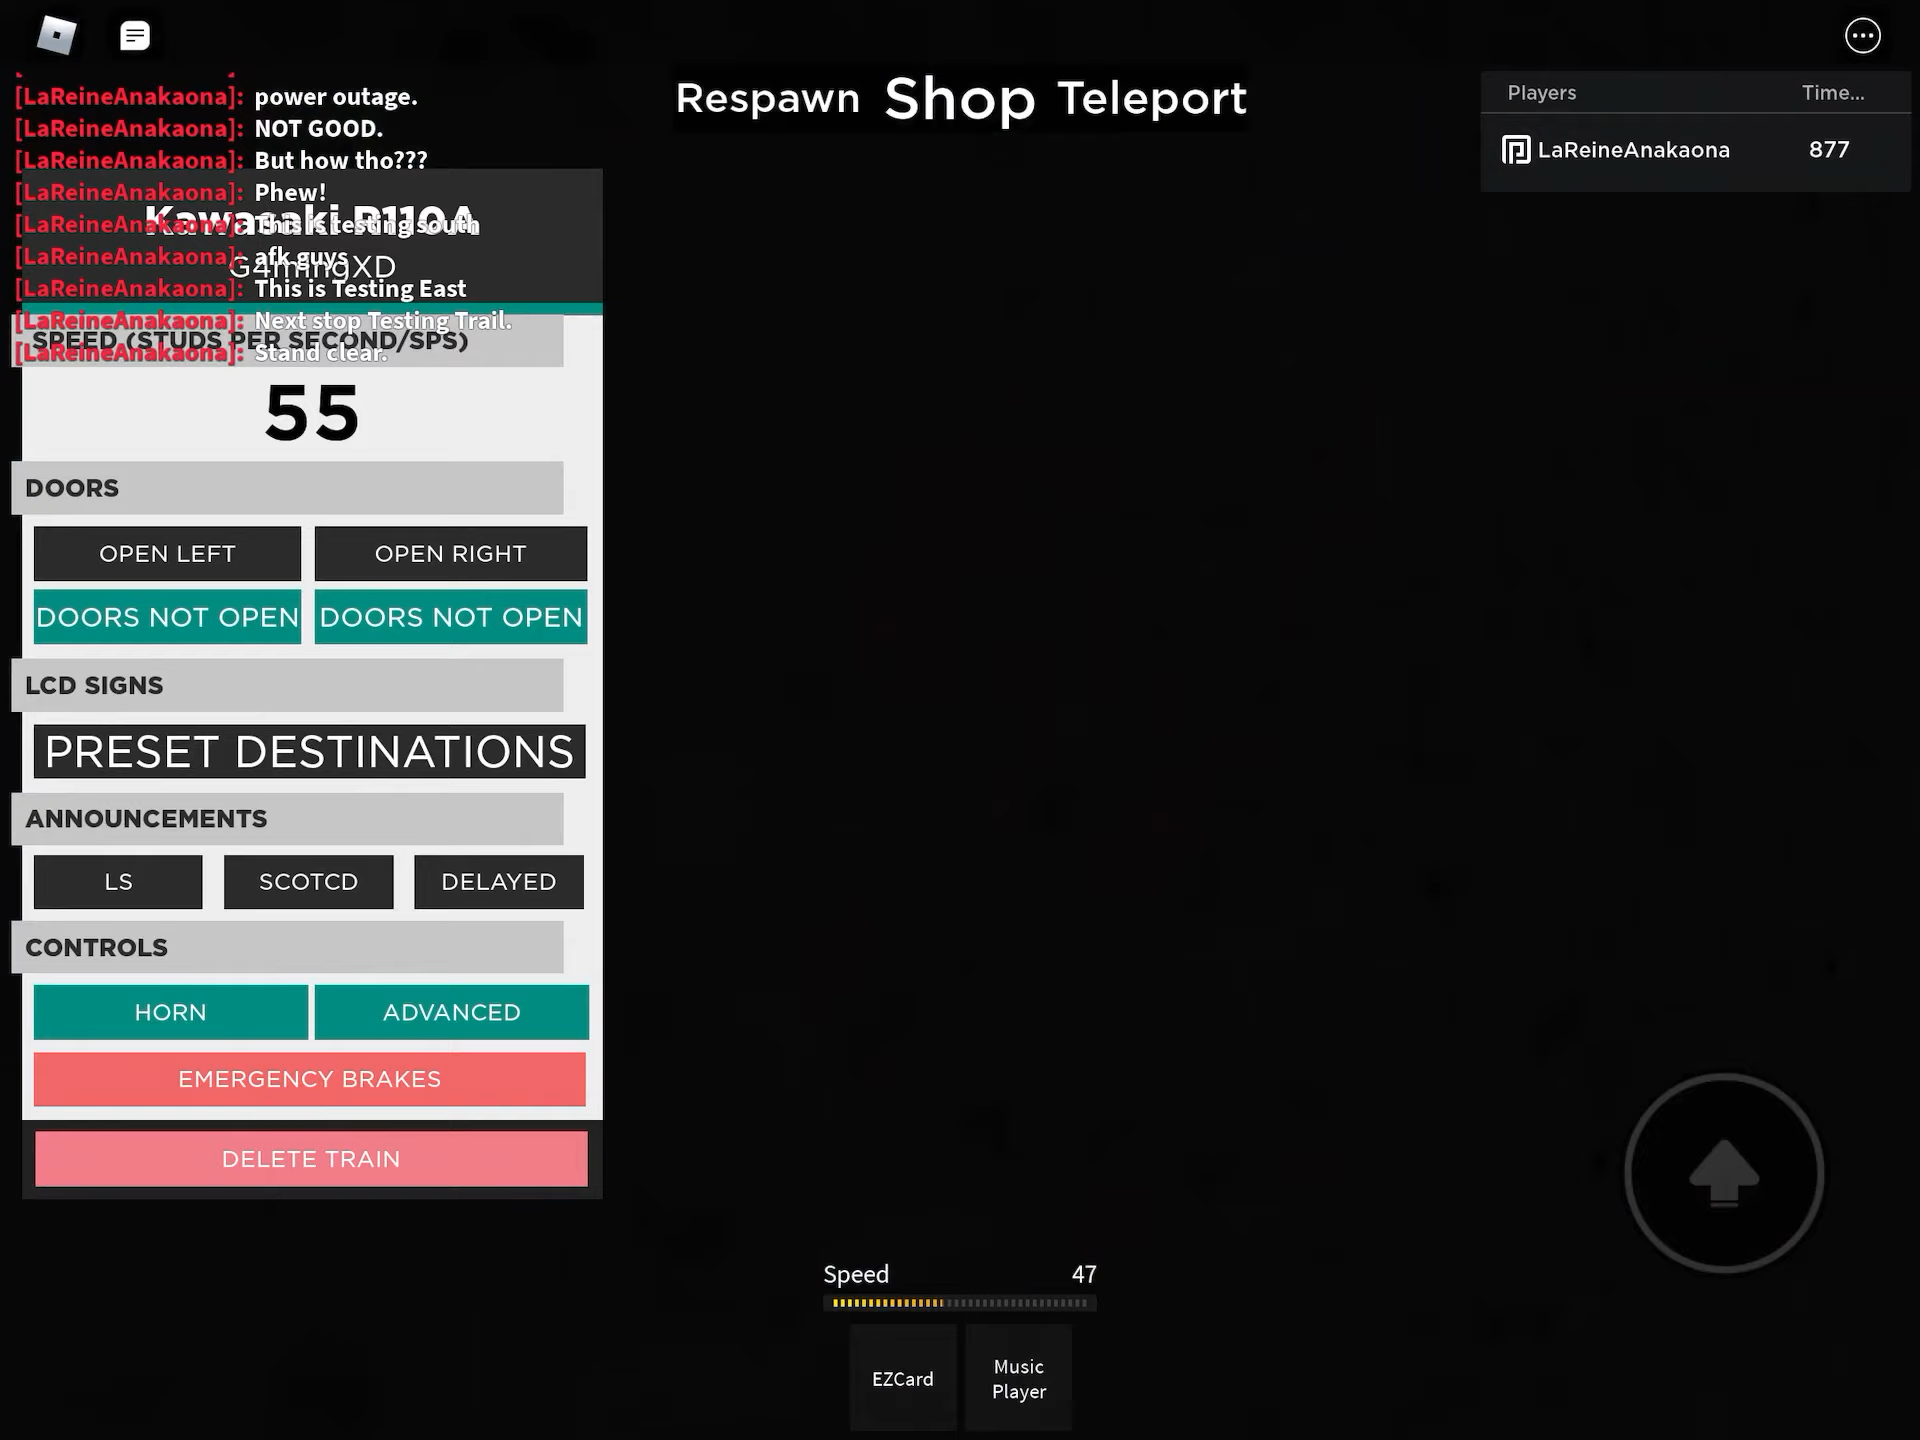 Respawn Shop Teleport
Players Time...
LaReineAnakaona 877
[LaReineAnakaona]: power outage.
[LaReineAnakaona]: NOT GOOD.
[LaReineAnakaona]: But how tho???
[LaReineAnakaona]: Phew!
[LaReineAnakaona]: This is testing south
[LaReineAnakaona]: afk guys
[LaReineAnakaona]: This is Testing East
[LaReineAnakaona]: Next stop Testing Trail.
[LaReineAnakaona]: Stand clear.
Kawasaki R110A
G4mingXD
SPEED (STUDS PER SECOND/SPS)
55
DOORS
OPEN LEFT OPEN RIGHT
DOORS NOT OPEN DOORS NOT OPEN
LCD SIGNS
PRESET DESTINATIONS
ANNOUNCEMENTS
LS SCOTCD DELAYED
CONTROLS
HORN ADVANCED
EMERGENCY BRAKES
DELETE TRAIN
Speed 47
EZCard
Music
Player